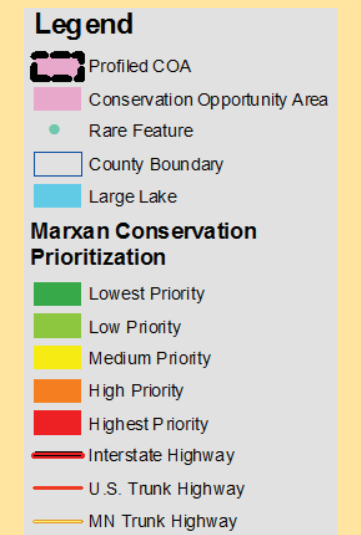 Legend
Profiled COA
Conservation Opportunity Area
Rare Feature
County Boundary
Large Lake
Marxan Conservation
Prioritization
Lowest Priority
Low Priority
Medium Priority
High Priority
Highest Priority
Interstate Highway
U.S. Trunk Highway
MN Trunk Highway